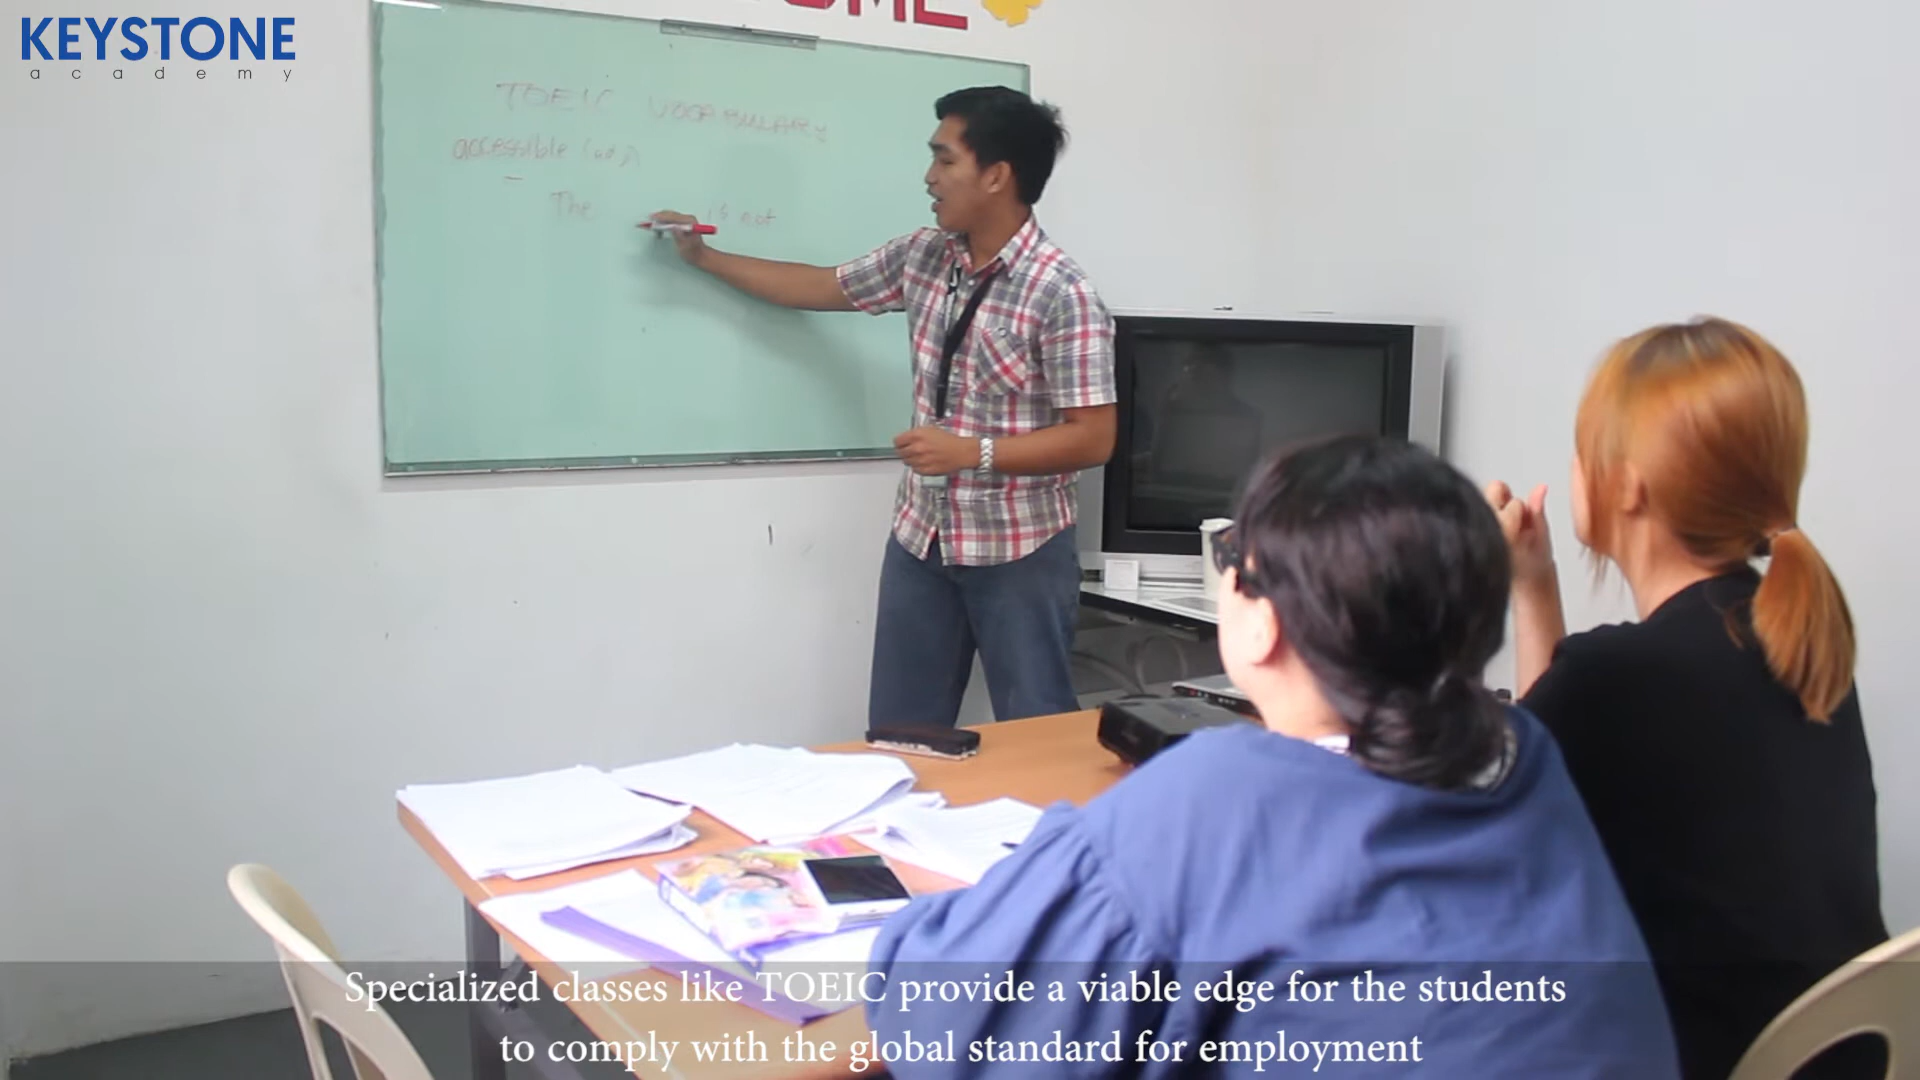 KEYSTONE
academy
TOEIC VOCABULARY
accessible (adj)
The is not
Specialized classes like TOEIC provide a viable edge for the students
to comply with the global standard for employment